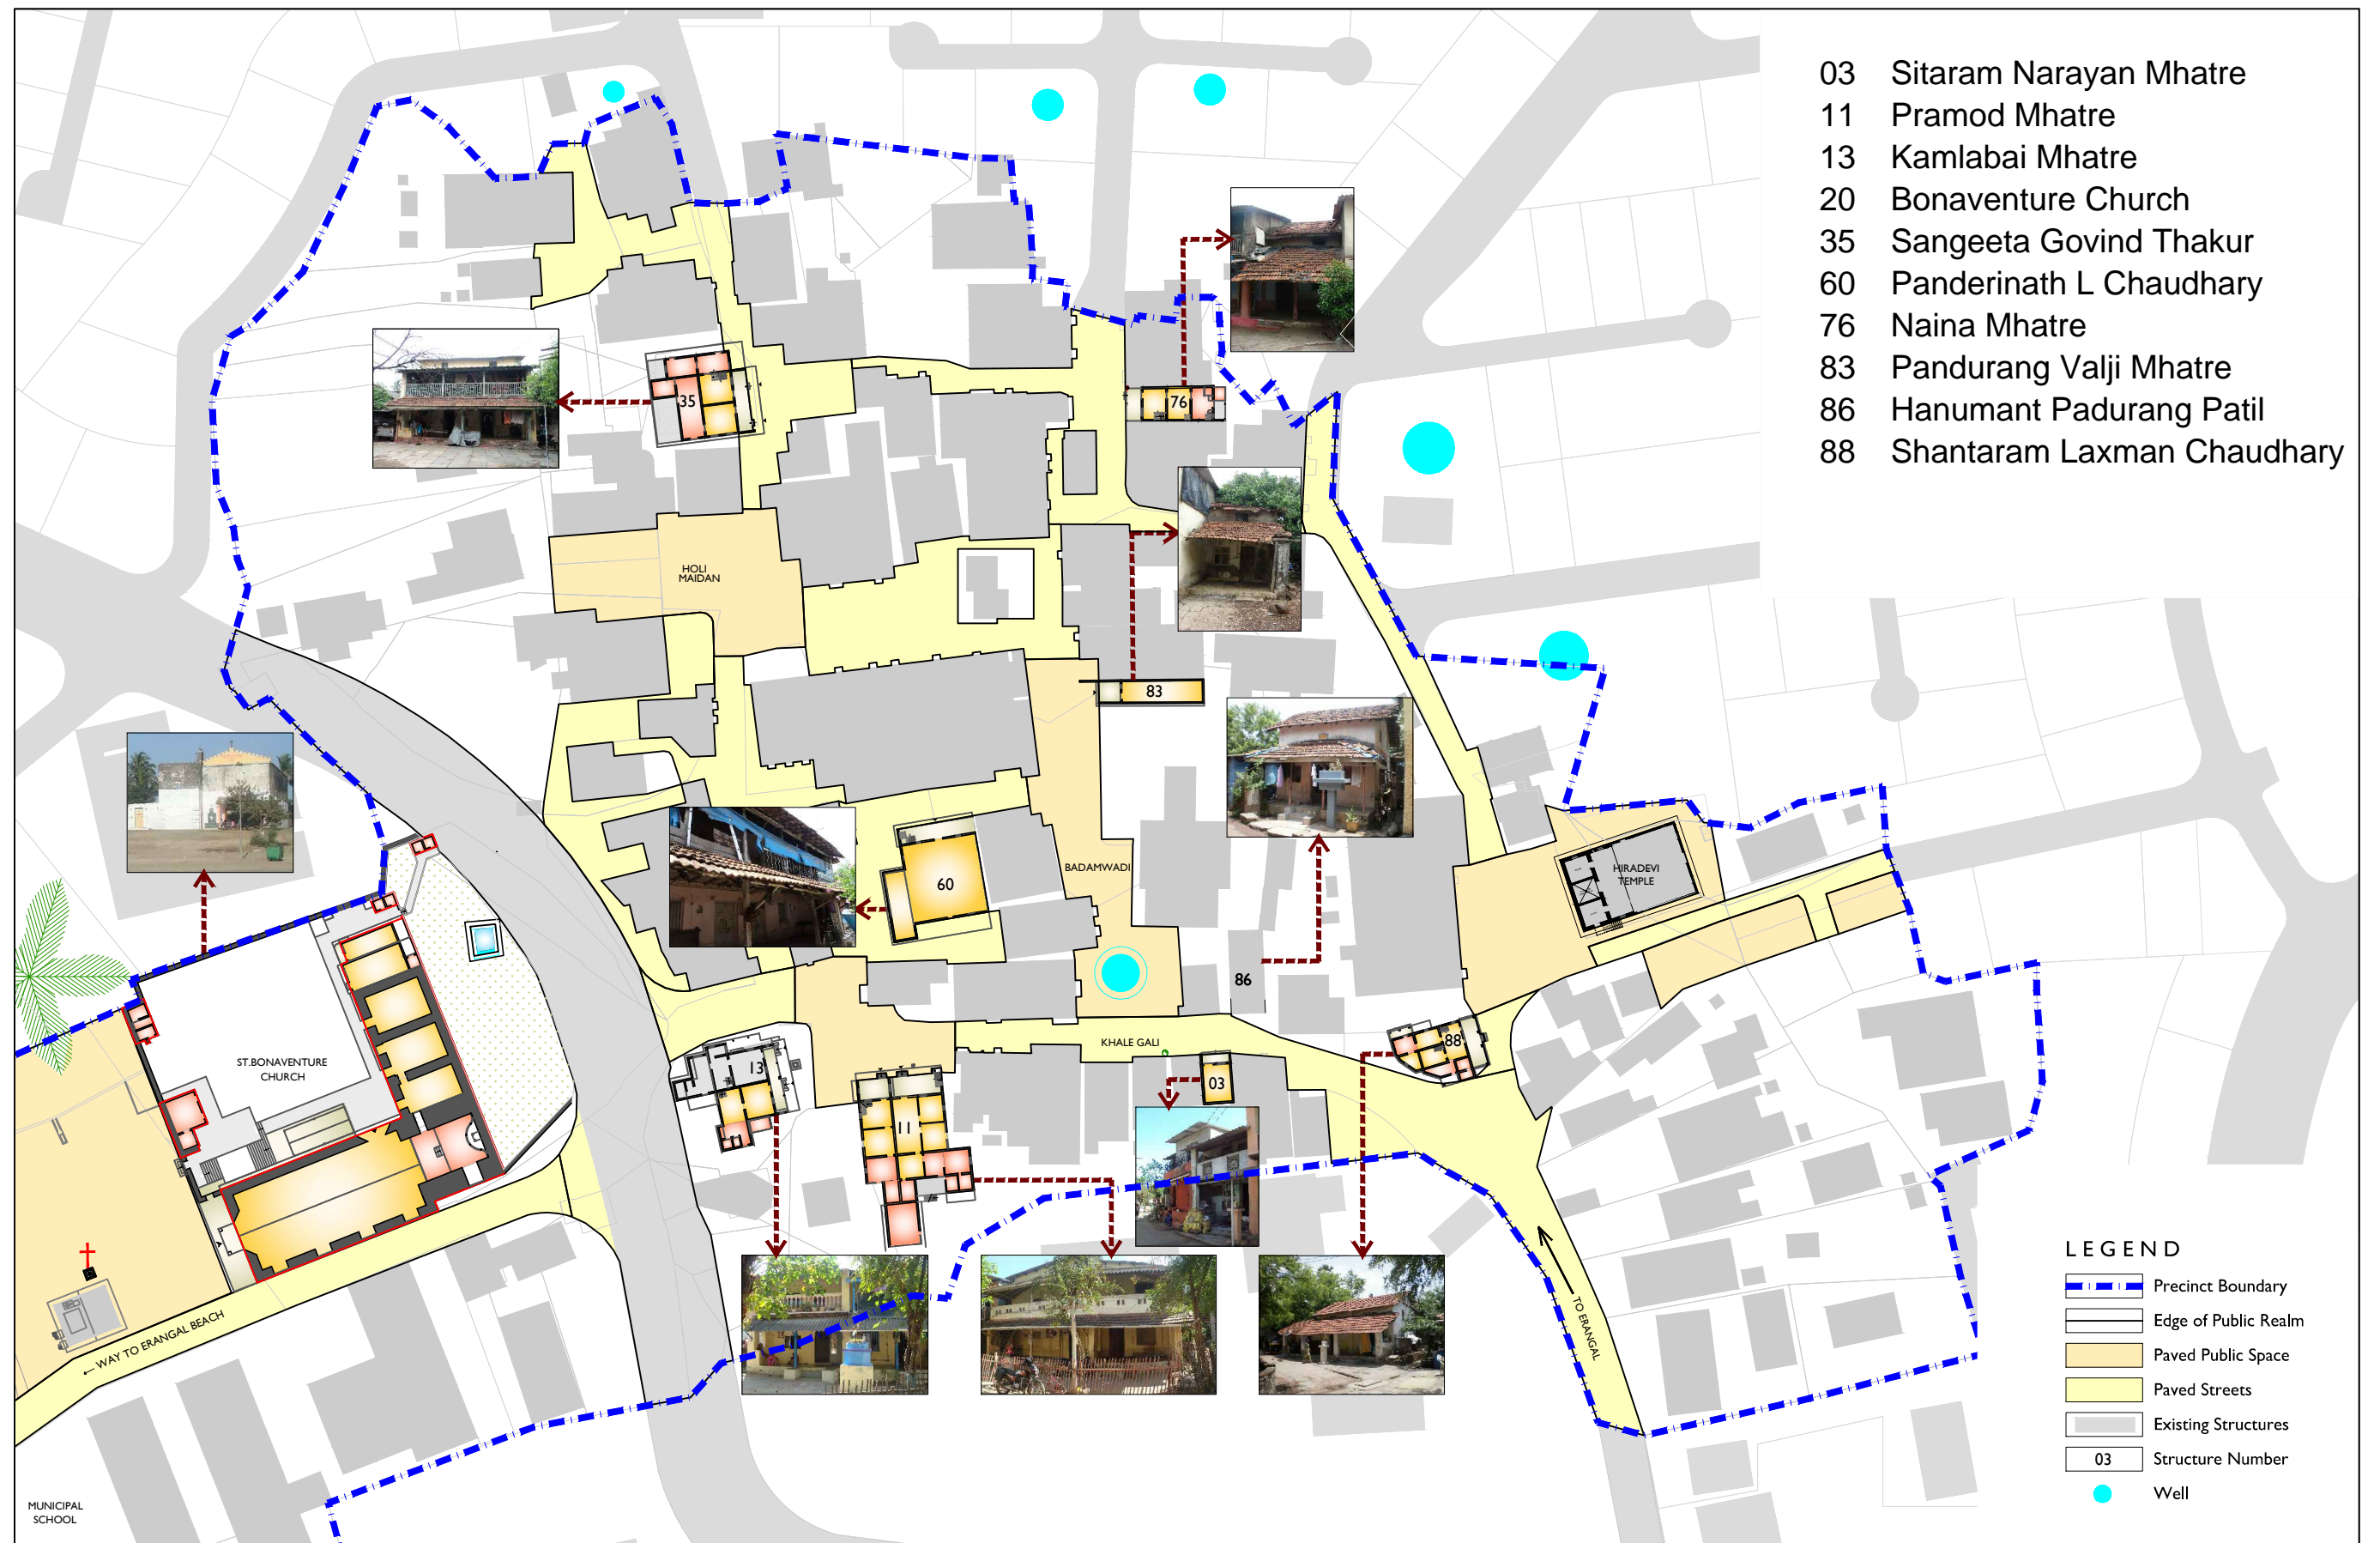 03 Sitaram Narayan Mhatre
11 Pramod Mhatre
13 Kamlabai Mhatre
20 Bonaventure Church
35 Sangeeta Govind Thakur
60 Panderinath L Chaudhary
76 Naina Mhatre
83 Pandurang Valji Mhatre
86 Hanumant Padurang Patil
88 Shantaram Laxman Chaudhary
35
76
HOLI
MAIDAN
83
60
BADAMWADI
HIRADEVI
TEMPLE
86
ST.BONAVENTURE
CHURCH
KHALE GALI
88
13
03
11
WAY TO ERANGAL BEACH
TO ERANGAL
MUNICIPAL
SCHOOL
LEGEND
Precinct Boundary
Edge of Public Realm
Paved Public Space
Paved Streets
Existing Structures
03 Structure Number
Well